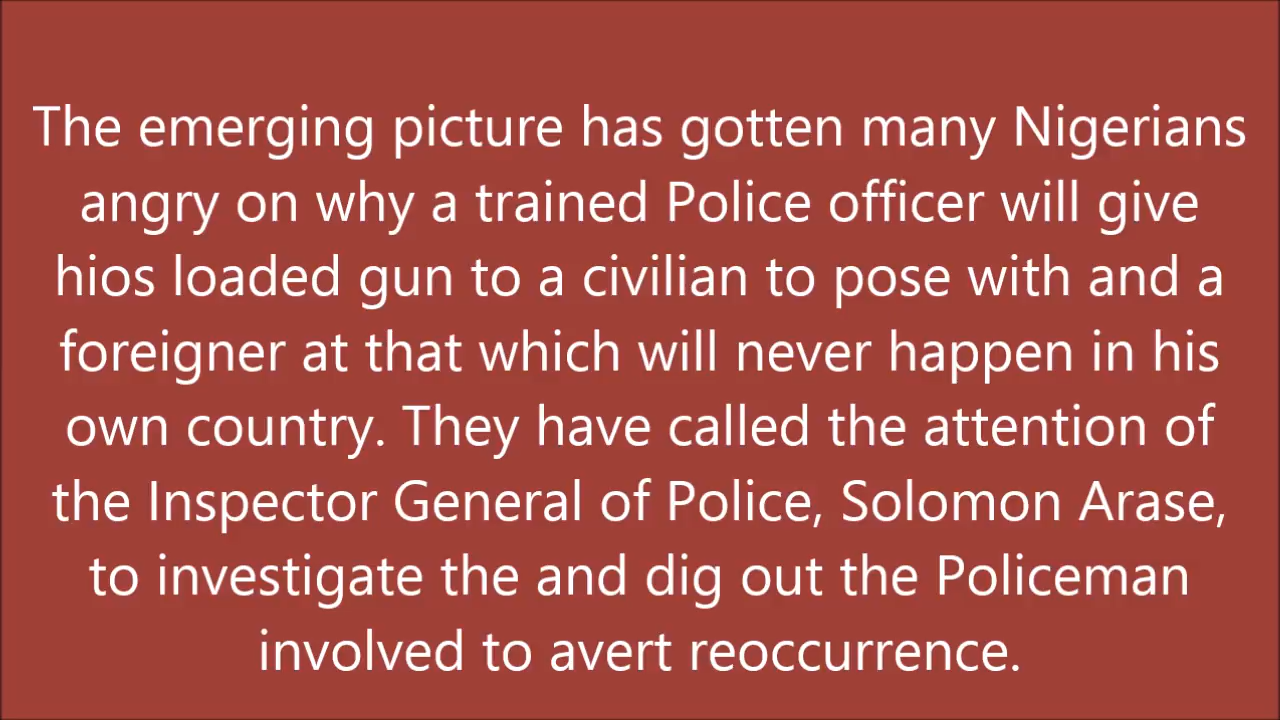 The emerging picture has gotten many Nigerians
angry on why a trained Police officer will give
hios loaded gun to a civilian to pose with and a
foreigner at that which will never happen in his
own country. They have called the attention of
the Inspector General of Police, Solomon Arase,
to investigate the and dig out the Policeman
involved to avert reoccurrence.